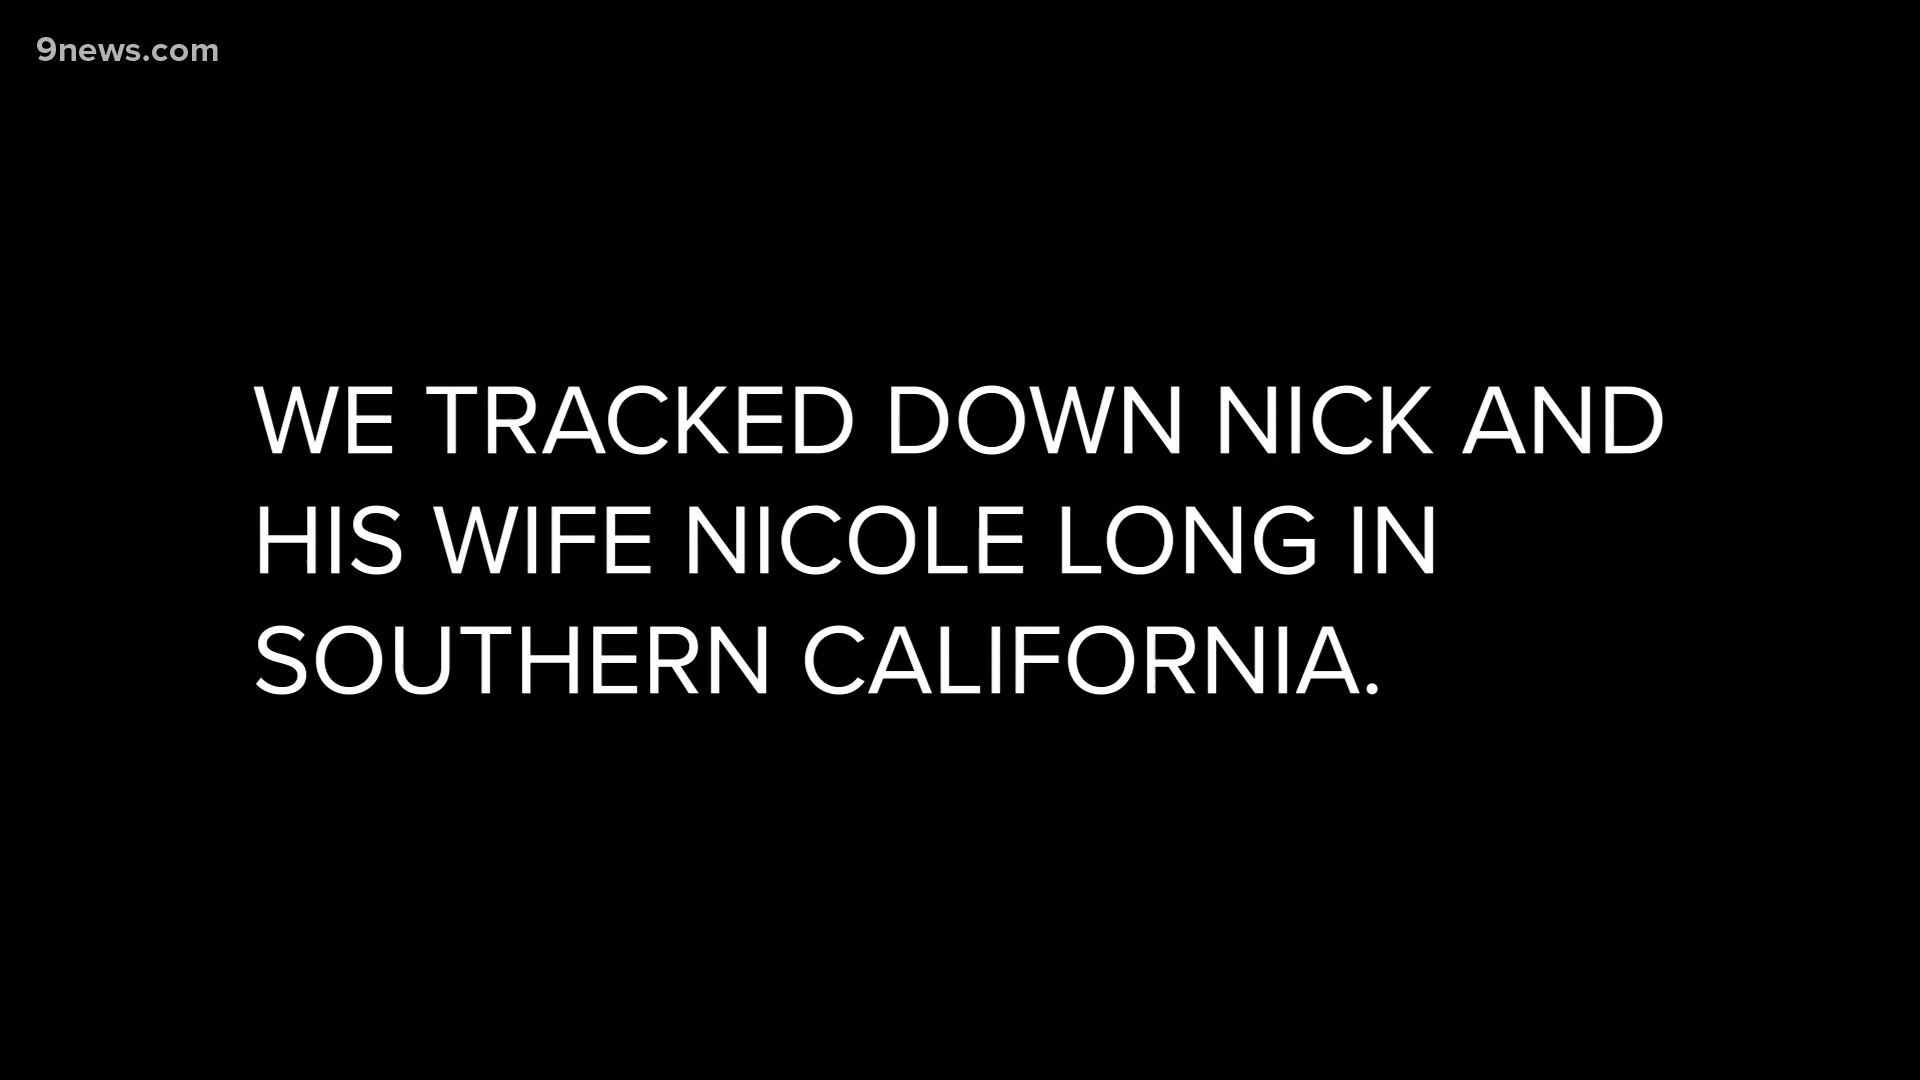 9news.com
WE TRACKED DOWN NICK AND
HIS WIFE NICOLE LONG IN
SOUTHERN CALIFORNIA.